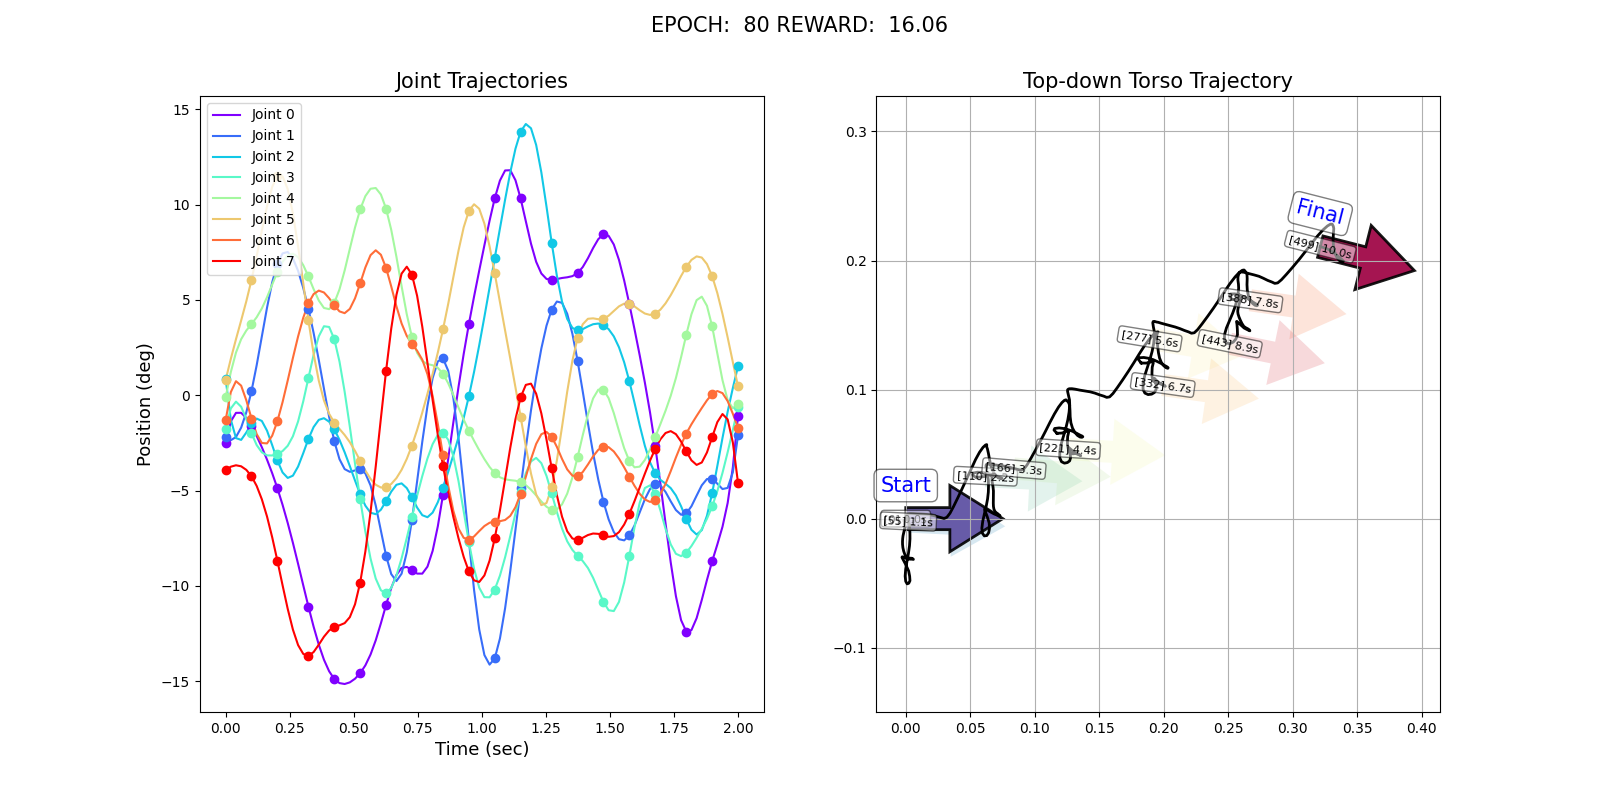 EPOCH:  80 REWARD:  16.06
Joint Trajectories
15
10
5
0
−5
−10
−15
Position (deg)
Joint 0
Joint 1
Joint 2
Joint 3
Joint 4
Joint 5
Joint 6
Joint 7
0.00 0.25 0.50 0.75 1.00 1.25 1.50 1.75 2.00
Time (sec)
Top-down Torso Trajectory
0.3
0.2
0.1
0.0
−0.1
Final
[499] 10.0s
[388] 7.8s
[277] 5.6s
[443] 8.9s
[332] 6.7s
[221] 4.4s
[166] 3.3s
[110] 2.2s
Start
[55] 1.1s
0.00 0.05 0.10 0.15 0.20 0.25 0.30 0.35 0.40